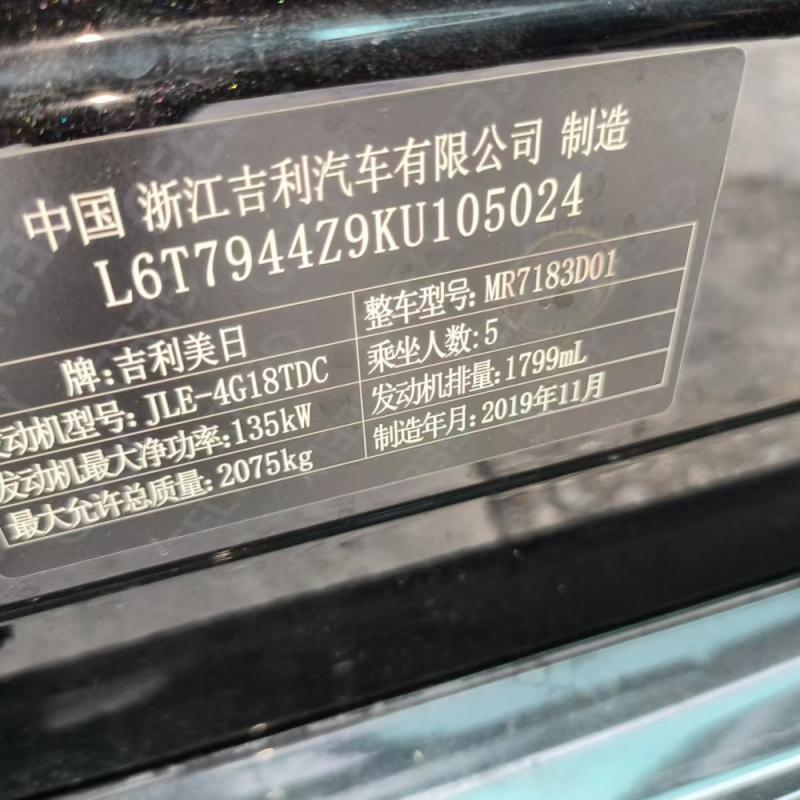 中国 浙江吉利汽车有限公司 制造
L6T7944Z9KU105024
牌:吉利美日
整车型号:MR7183D01
发动机型号:JLE-4G18TDC
乘坐人数:5
发动机最大净功率:135kW
发动机排量:1799mL
最大允许总质量:2075kg
制造年月:2019年11月